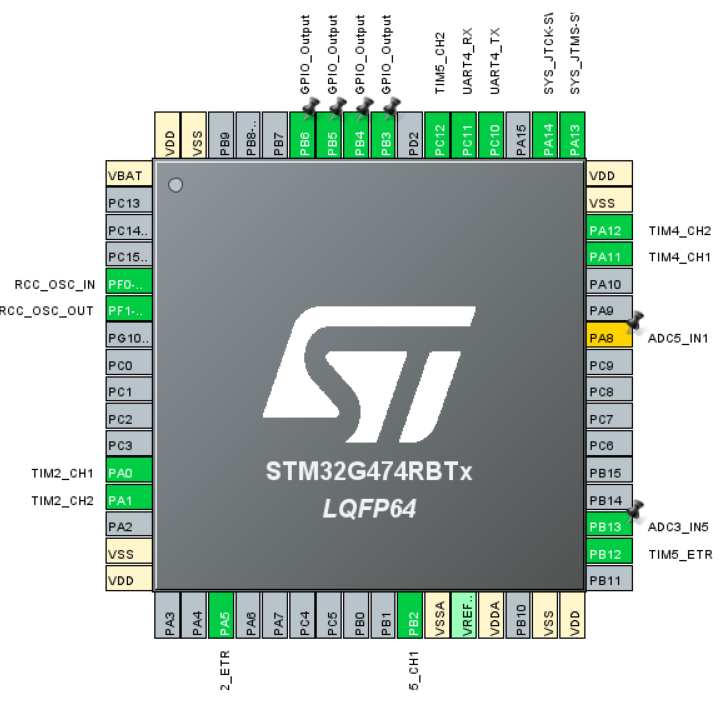 GPIO_Output
GPIO_Output
GPIO_Output
GPIO_Output
TIM5_CH2
UART4_RX
UART4_TX
SYS_JTCK-S
SYS_JTMS-S
VDD
VSS
PB9
PB8-..
PB7
PB6
PB5
PB4
PB3
PD2
PC12
PC11
PC10
PA15
PA14
PA13
VBAT
PC13
PC14..
PC15..
RCC_OSC_IN PF0-..
RCC_OSC_OUT PF1-..
PG10..
PC0
PC1
PC2
PC3
TIM2_CH1 PA0
TIM2_CH2 PA1
PA2
VSS
VDD
ST
STM32G474RBTx
LQFP64
VDD
VSS
PA12 TIM4_CH2
PA11 TIM4_CH1
PA10
PA9
PA8 ADC5_IN1
PC9
PC8
PC7
PC6
PB15
PB14
PB13 ADC3_IN5
PB12 TIM5_ETR
PB11
PA3
PA4
PA5
PA6
PA7
PC4
PC5
PB0
PB1
PB2
VSSA
VREF..
VDDA
PB10
VSS
VDD
2_ETR
5_CH1